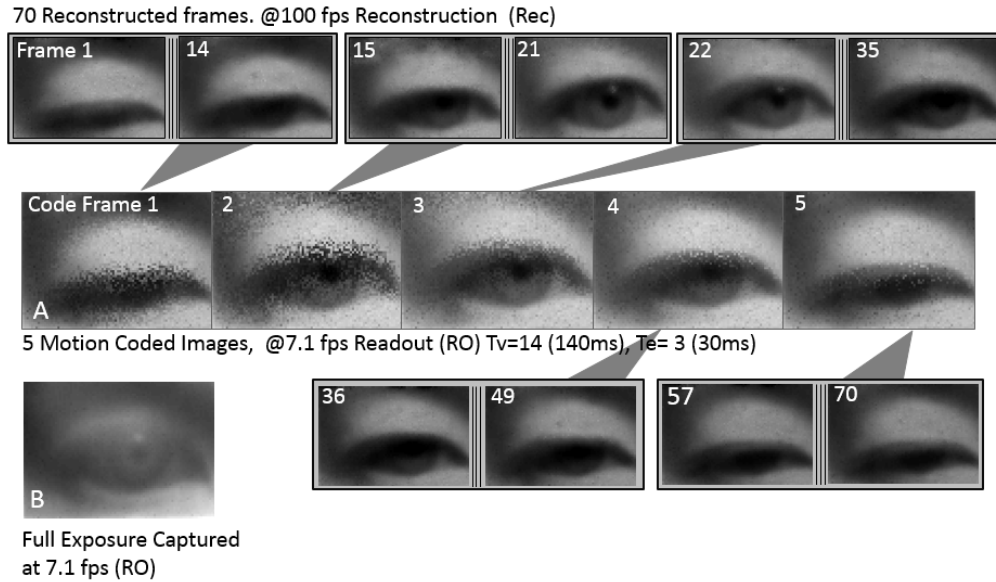 70 Reconstructed frames. @100 fps Reconstruction (Rec)
Frame 1
14
15
21
22
35
Code Frame 1
2
3
4
5
A
5 Motion Coded Images, @7.1 fps Readout (RO) Tv=14 (140ms), Te= 3 (30ms)
36
49
57
70
B
Full Exposure Captured
at 7.1 fps (RO)